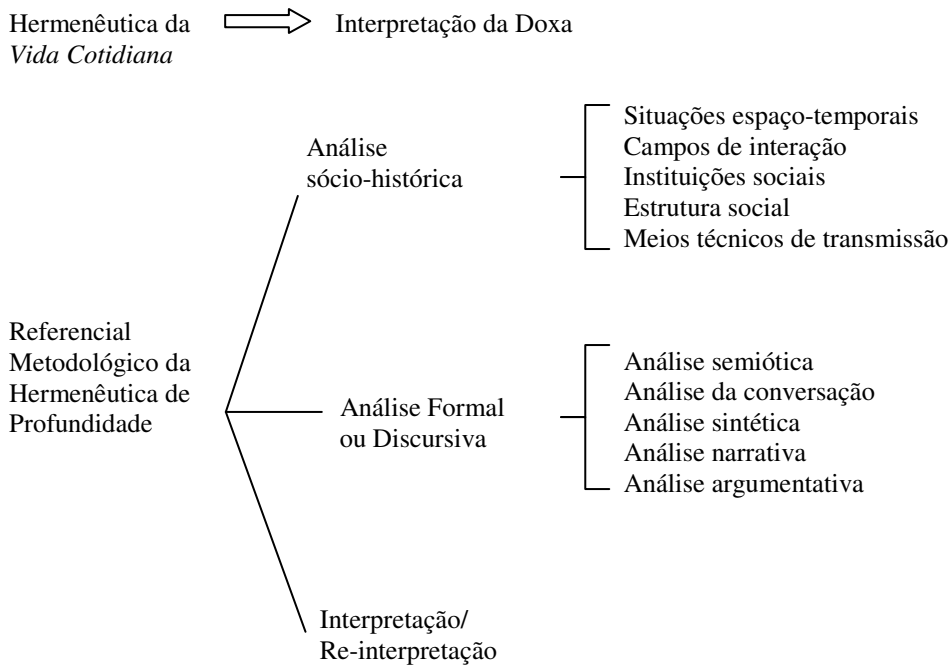 Hermenêutica da
Vida Cotidiana
Interpretação da Doxa
Análise
sócio-histórica
Situações espaço-temporais
Campos de interação
Instituições sociais
Estrutura social
Meios técnicos de transmissão
Referencial
Metodológico da
Hermenêutica de
Profundidade
Análise Formal
ou Discursiva
Análise semiótica
Análise da conversação
Análise sintética
Análise narrativa
Análise argumentativa
Interpretação/
Re-interpretação